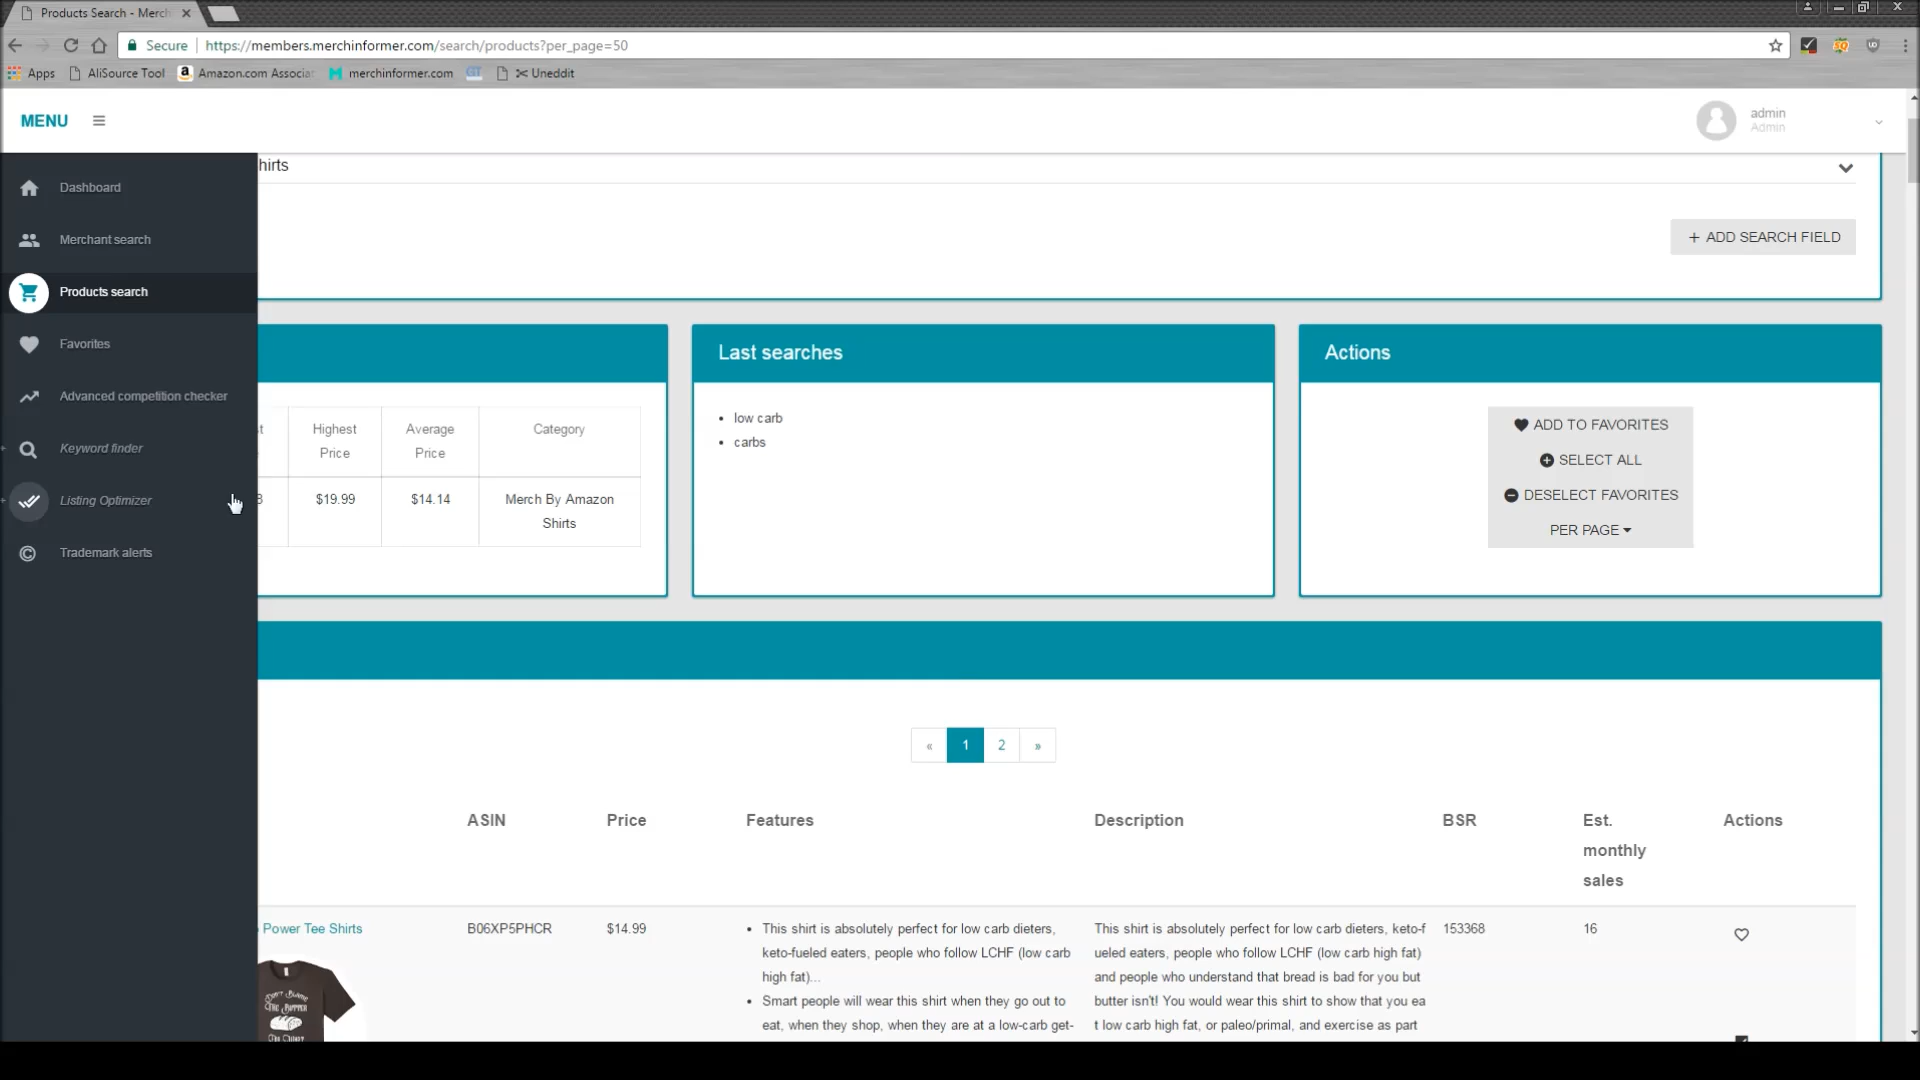 Products Search - Merch
Secure
https://members.merchinformer.com/search/products?per_page=50
Apps
AliSource Tool
Amazon.com Associat
merchinformer.com
Uneddit
MENU
admin
Admin
Dashboard
Merchant search
Products search
Favorites
Advanced competition checker
Keyword finder
Listing Optimizer
Trademark alerts
hirts
+ ADD SEARCH FIELD
Highest
Price
Average
Price
Category
8
$19.99
$14.14
Merch By Amazon
Shirts
Last searches
• low carb
• carbs
Actions
ADD TO FAVORITES
SELECT ALL
DESELECT FAVORITES
PER PAGE
« 1 2 »
ASIN
Price
Features
Description
BSR
Est.
monthly
sales
Actions
Power Tee Shirts
B06XP5PHCR
$14.99
• This shirt is absolutely perfect for low carb dieters,
keto-fueled eaters, people who follow LCHF (low carb
high fat)...
• Smart people will wear this shirt when they go out to
eat, when they shop, when they are at a low-carb get-
This shirt is absolutely perfect for low carb dieters, keto-f
ueled eaters, people who follow LCHF (low carb high fat)
and people who understand that bread is bad for you but
butter isn't! You would wear this shirt to show that you ea
t low carb high fat, or paleo/primal, and exercise as part
153368
16